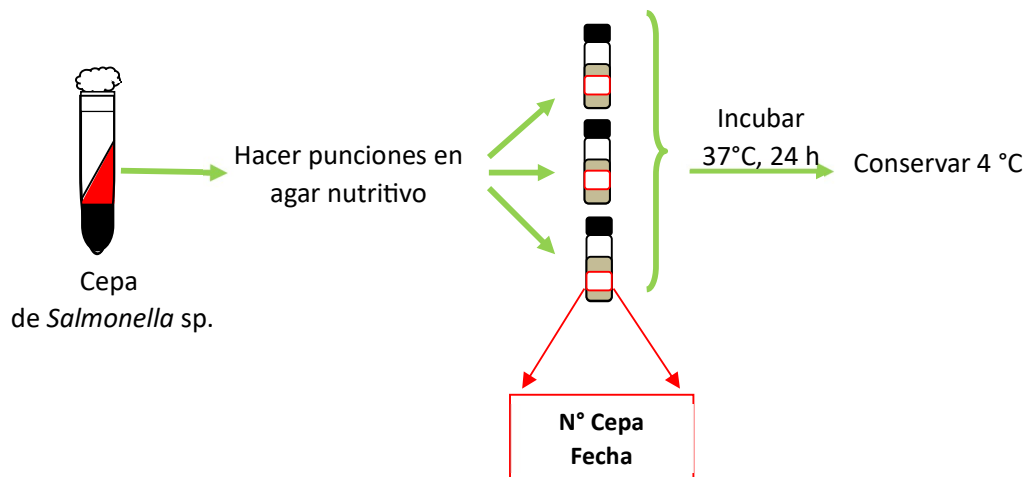 Cepa
de Salmonella sp.
Hacer punciones en
agar nutritivo
Incubar
37°C, 24 h
Conservar 4 °C
N° Cepa
Fecha